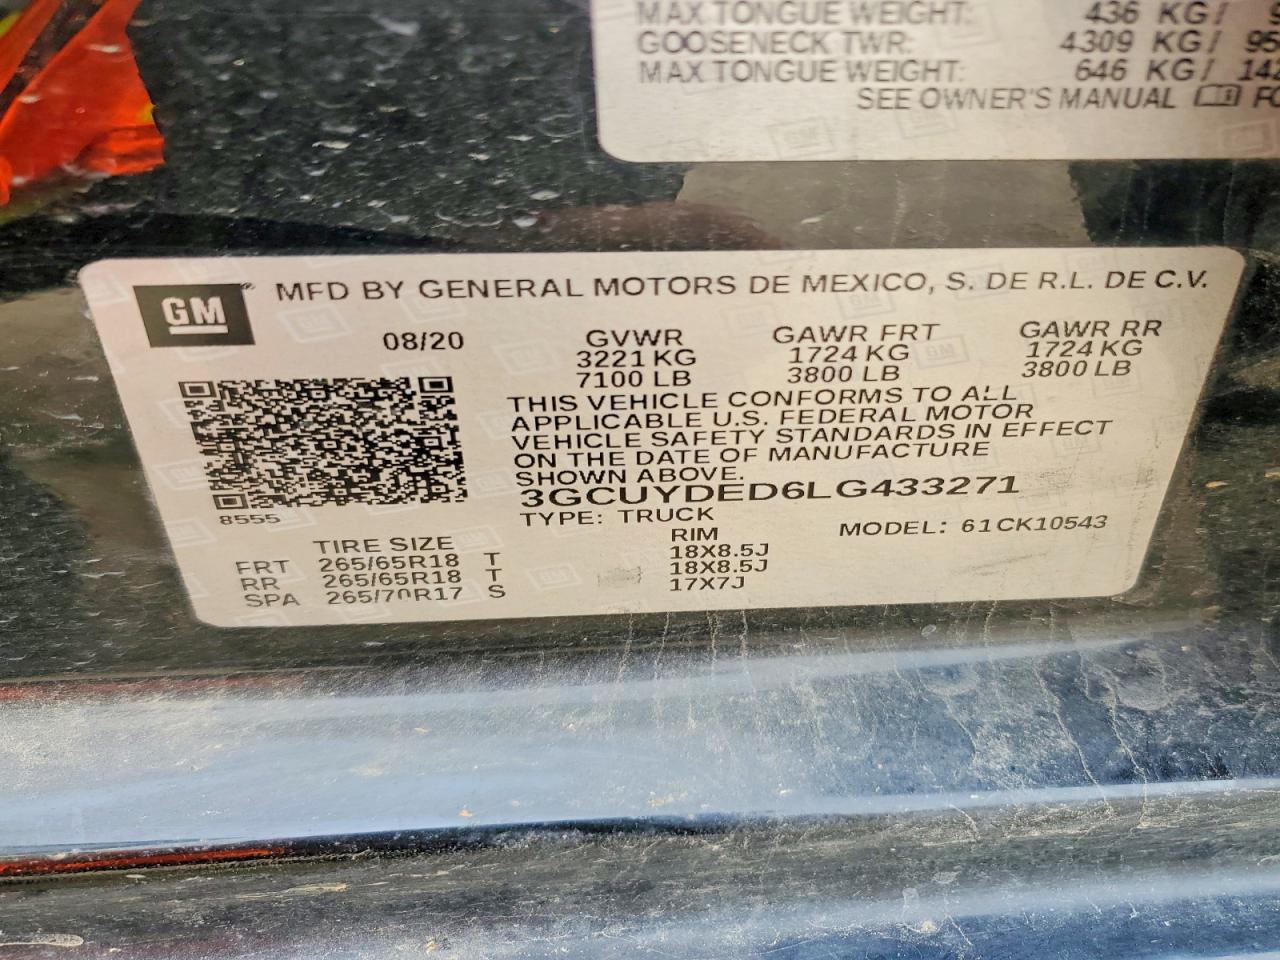 MAX TONGUE WEIGHT: 436 KG/
GOOSENECK TWR: 4309 KG/
MAX TONGUE WEIGHT: 646 KG/
SEE OWNER'S MANUAL
GM
MFD BY GENERAL MOTORS DE MEXICO, S. DE R.L. DE C.V.
08/20 GVWR GAWR FRT GAWR RR
3221 KG 1724 KG 1724 KG
7100 LB 3800 LB 3800 LB
THIS VEHICLE CONFORMS TO ALL
APPLICABLE U.S. FEDERAL MOTOR
VEHICLE SAFETY STANDARDS IN EFFECT
ON THE DATE OF MANUFACTURE
SHOWN ABOVE.
3GCUYDED6LG433271
8555
TYPE: TRUCK MODEL: 61CK10543
TIRE SIZE RIM
FRT 265/65R18 T 18X8.5J
RR 265/65R18 T 18X8.5J
SPA 265/70R17 S 17X7J